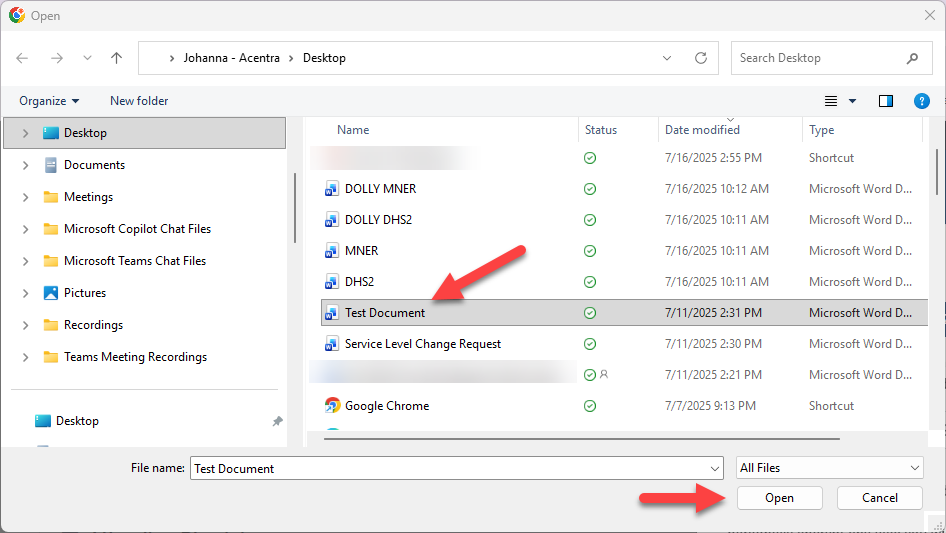 Open
Johanna - Acentra > Desktop
Search Desktop
Organize
New folder
?
Name Status Date modified Type
7/16/2025 2:55 PM Shortcut
DOLLY MNER 7/16/2025 10:12 AM Microsoft Word D...
DOLLY DHS2 7/16/2025 10:11 AM Microsoft Word D...
MNER 7/16/2025 10:11 AM Microsoft Word D...
DHS2 7/16/2025 10:11 AM Microsoft Word D...
Test Document 7/11/2025 2:31 PM Microsoft Word D...
Service Level Change Request 7/11/2025 2:30 PM Microsoft Word D...
7/11/2025 2:21 PM Microsoft Word D...
Google Chrome 7/7/2025 9:13 PM Shortcut
Desktop
Documents
Meetings
Microsoft Copilot Chat Files
Microsoft Teams Chat Files
Pictures
Recordings
Teams Meeting Recordings
Desktop
File name: Test Document
All Files
Open
Cancel